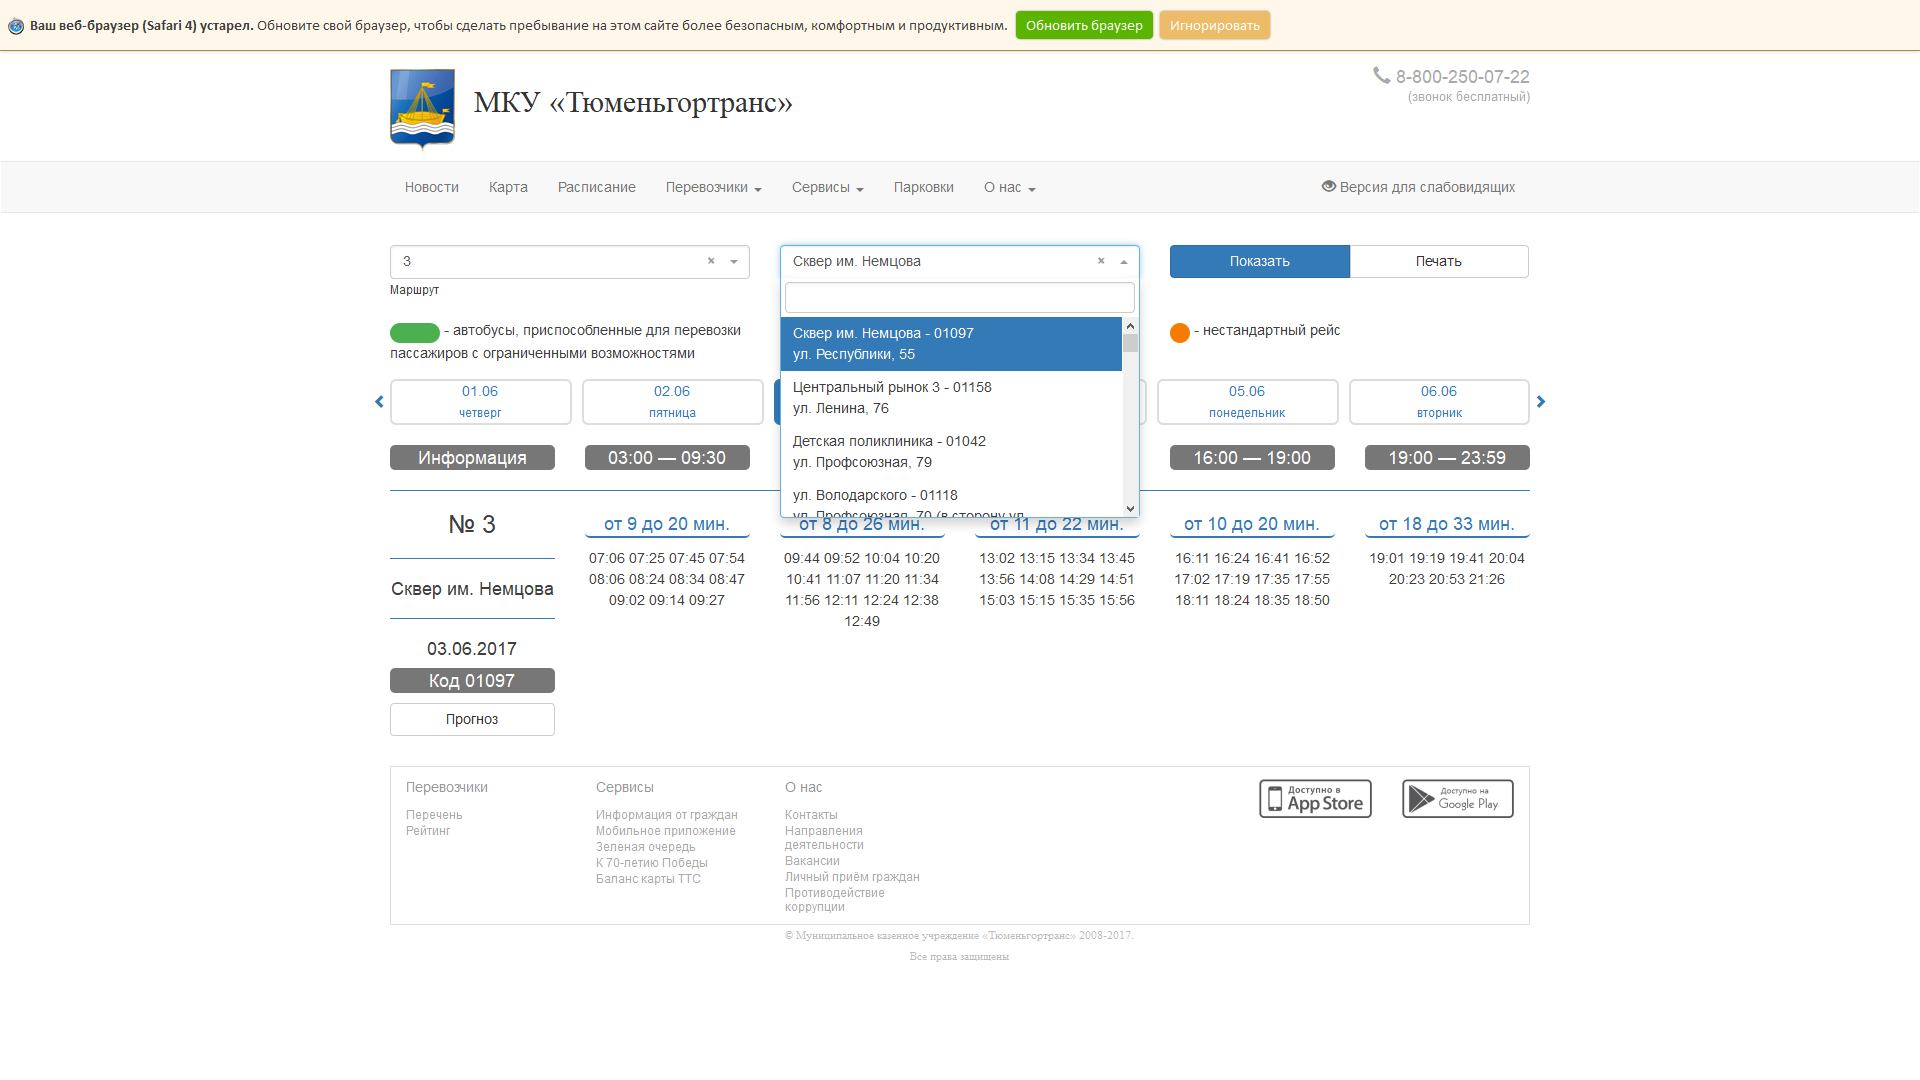 Ваш веб-браузер (Safari 4) устарел. Обновите свой браузер, чтобы сделать пребывание на этом сайте более безопасным, комфортным и продуктивным. Обновить браузер Игнорировать
МКУ «Тюменьгортранс»
8-800-250-07-22
(звонок бесплатный)
Новости Карта Расписание Перевозчики Сервисы Парковки О нас Версия для слабовидящих
3 × Сквер им. Немцова × Показать Печать
Маршрут
- автобусы, приспособленные для перевозки
пассажиров с ограниченными возможностями
- нестандартный рейс
Сквер им. Немцова - 01097
ул. Республики, 55
Центральный рынок 3 - 01158
ул. Ленина, 76
Детская поликлиника - 01042
ул. Профсоюзная, 79
ул. Володарского - 01118
ул. Профсоюзная, 70 (в сторону ул.
01.06 02.06 05.06 06.06
четверг пятница понедельник вторник
Информация 03:00 — 09:30 16:00 — 19:00 19:00 — 23:59
№ 3
Сквер им. Немцова
03.06.2017
Код 01097
Прогноз
от 9 до 20 мин.
07:06 07:25 07:45 07:54
08:06 08:24 08:34 08:47
09:02 09:14 09:27
от 8 до 26 мин.
09:44 09:52 10:04 10:20
10:41 11:07 11:20 11:34
11:56 12:11 12:24 12:38
12:49
от 11 до 22 мин.
13:02 13:15 13:34 13:45
13:56 14:08 14:29 14:51
15:03 15:15 15:35 15:56
от 10 до 20 мин.
16:11 16:24 16:41 16:52
17:02 17:19 17:35 17:55
18:11 18:24 18:35 18:50
от 18 до 33 мин.
19:01 19:19 19:41 20:04
20:23 20:53 21:26
Перевозчики
Перечень
Рейтинг
Сервисы
Информация от граждан
Мобильное приложение
Зеленая очередь
К 70-летию Победы
Баланс карты ТТС
О нас
Контакты
Направления
деятельности
Вакансии
Личный приём граждан
Противодействие
коррупции
Доступно в
App Store
Доступно на
Google Play
© Муниципальное казенное учреждение «Тюменьгортранс» 2008-2017.
Все права защищены